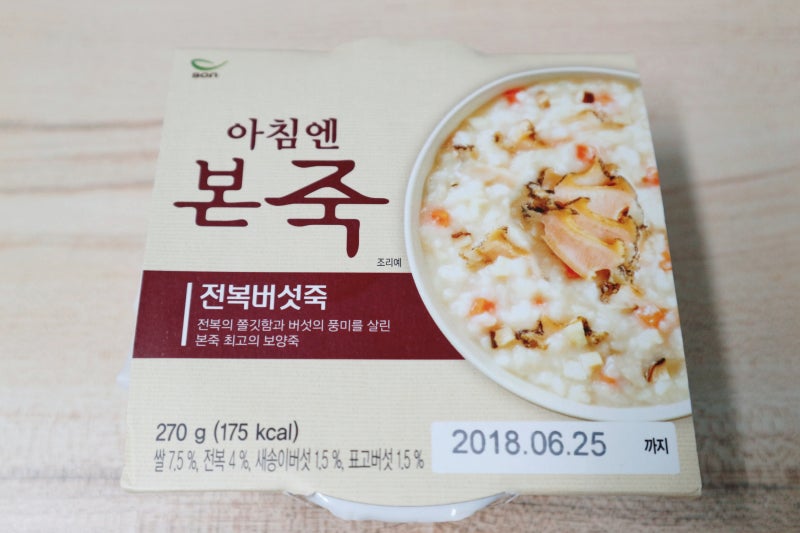 BON
아침엔
본죽
조리예
전복버섯죽
전복의 쫄깃함과 버섯의 풍미를 살린
본죽 최고의 보양죽
270 g (175 kcal)
쌀 7.5 %, 전복 4 %, 새송이버섯 1.5 %, 표고버섯 1.5 %
2018.06.25 까지